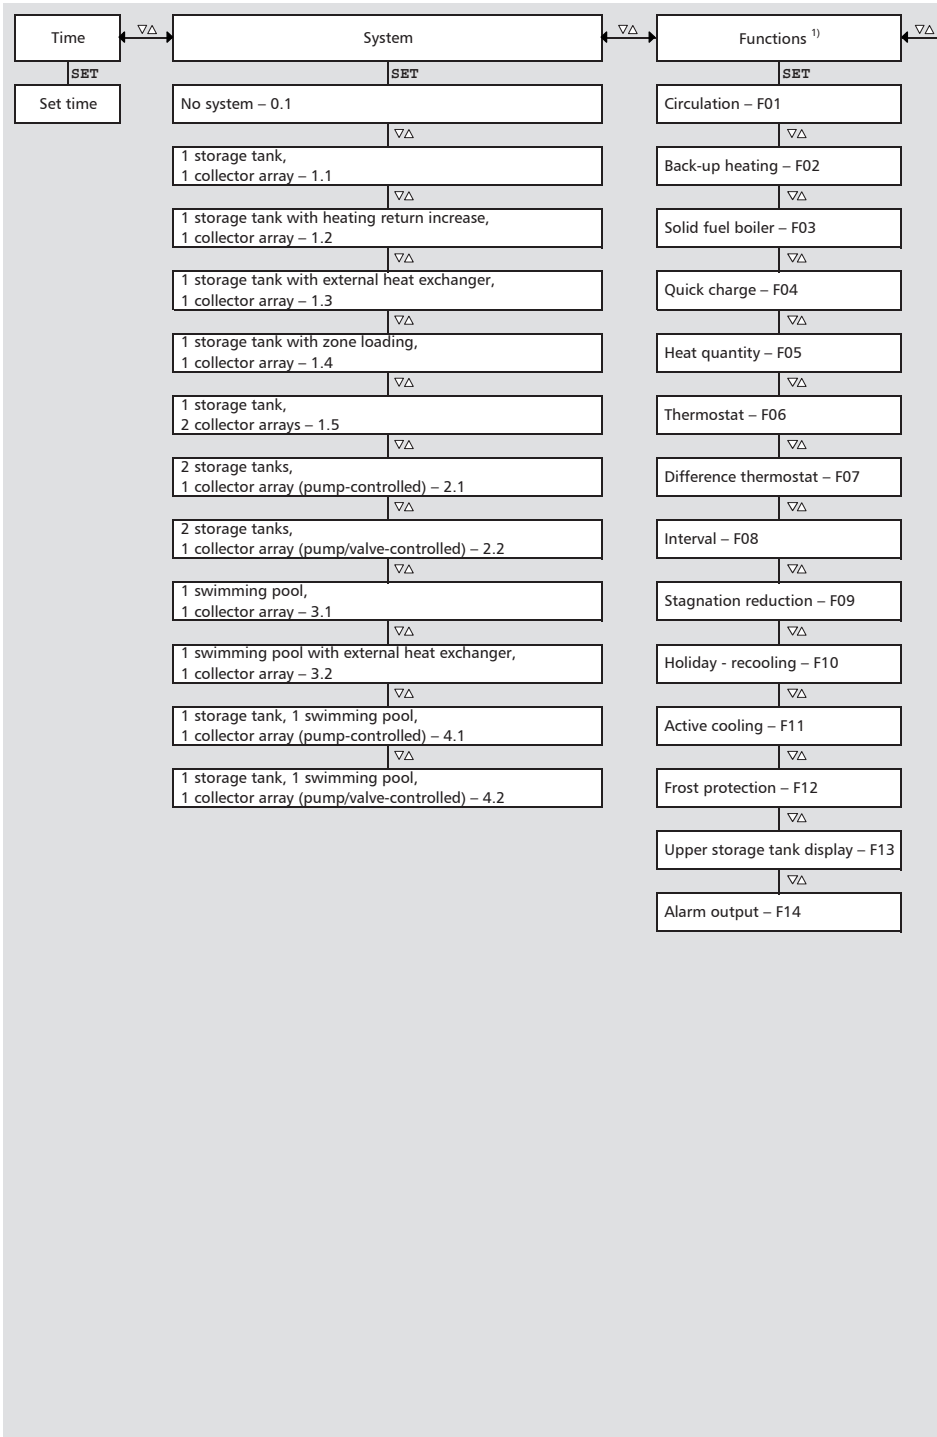 Time
▽△
System
▽△
Functions 1)
▽△
SET
SET
SET
Set time
No system – 0.1
▽△
1 storage tank,
1 collector array – 1.1
▽△
1 storage tank with heating return increase,
1 collector array – 1.2
▽△
1 storage tank with external heat exchanger,
1 collector array – 1.3
▽△
1 storage tank with zone loading,
1 collector array – 1.4
▽△
1 storage tank,
2 collector arrays – 1.5
▽△
2 storage tanks,
1 collector array (pump-controlled) – 2.1
▽△
2 storage tanks,
1 collector array (pump/valve-controlled) – 2.2
▽△
1 swimming pool,
1 collector array – 3.1
▽△
1 swimming pool with external heat exchanger,
1 collector array – 3.2
▽△
1 storage tank, 1 swimming pool,
1 collector array (pump-controlled) – 4.1
▽△
1 storage tank, 1 swimming pool,
1 collector array (pump/valve-controlled) – 4.2
Circulation – F01
▽△
Back-up heating – F02
▽△
Solid fuel boiler – F03
▽△
Quick charge – F04
▽△
Heat quantity – F05
▽△
Thermostat – F06
▽△
Difference thermostat – F07
▽△
Interval – F08
▽△
Stagnation reduction – F09
▽△
Holiday - recooling – F10
▽△
Active cooling – F11
▽△
Frost protection – F12
▽△
Upper storage tank display – F13
▽△
Alarm output – F14